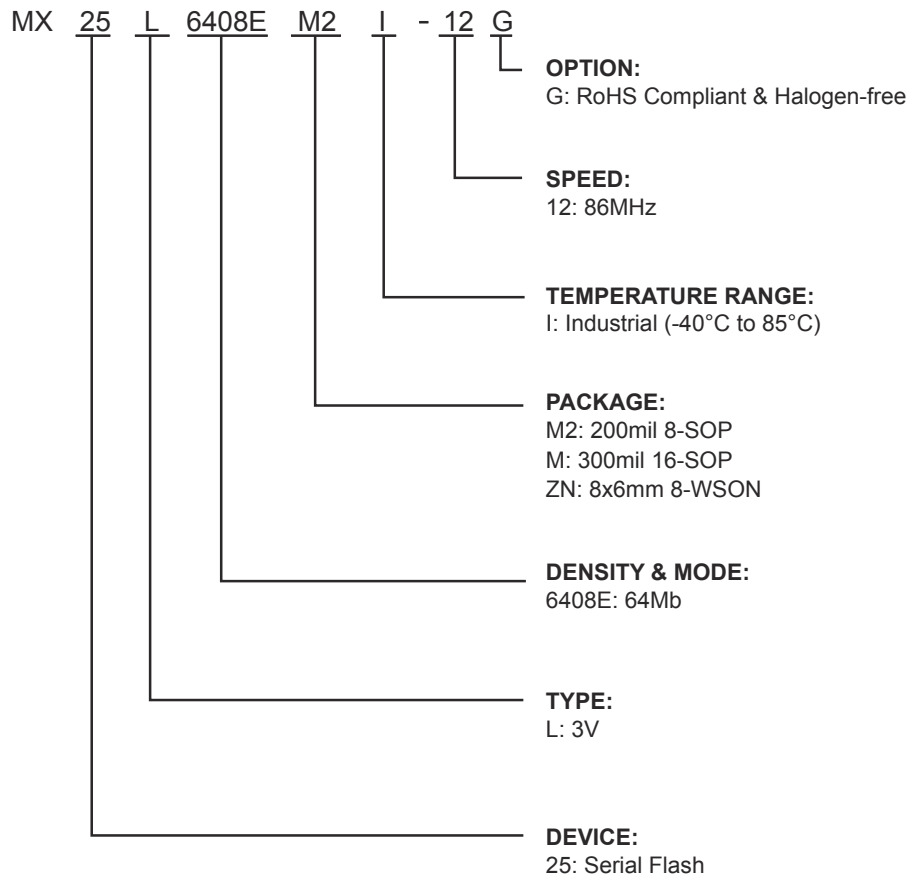 MX 25 L 6408E M2 I - 12 G
OPTION:
G: RoHS Compliant & Halogen-free
SPEED:
12: 86MHz
TEMPERATURE RANGE:
I: Industrial (-40°C to 85°C)
PACKAGE:
M2: 200mil 8-SOP
M: 300mil 16-SOP
ZN: 8x6mm 8-WSON
DENSITY & MODE:
6408E: 64Mb
TYPE:
L: 3V
DEVICE:
25: Serial Flash